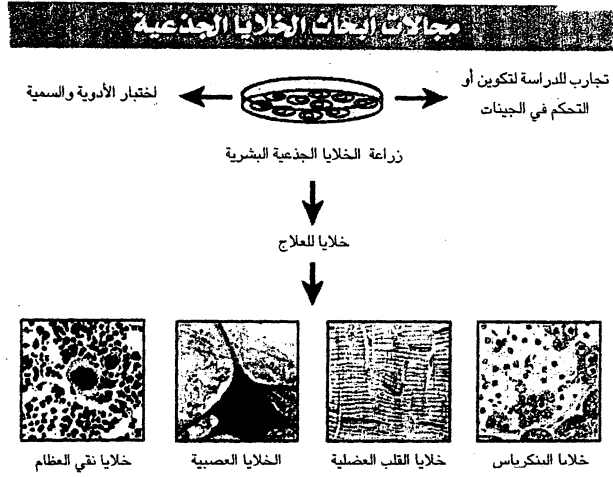 مجالات أبحاث الخلايا الجذعية
تجارب للدراسة لتكوين أو
التحكم في الجينات
لختبار الأدوية والسمية
زراعة الخلايا الجذعية البشرية
خلايا للعلاج
خلايا البنكرياس
خلايا القلب العضلية
الخلايا العصبية
خلايا نقي العظام